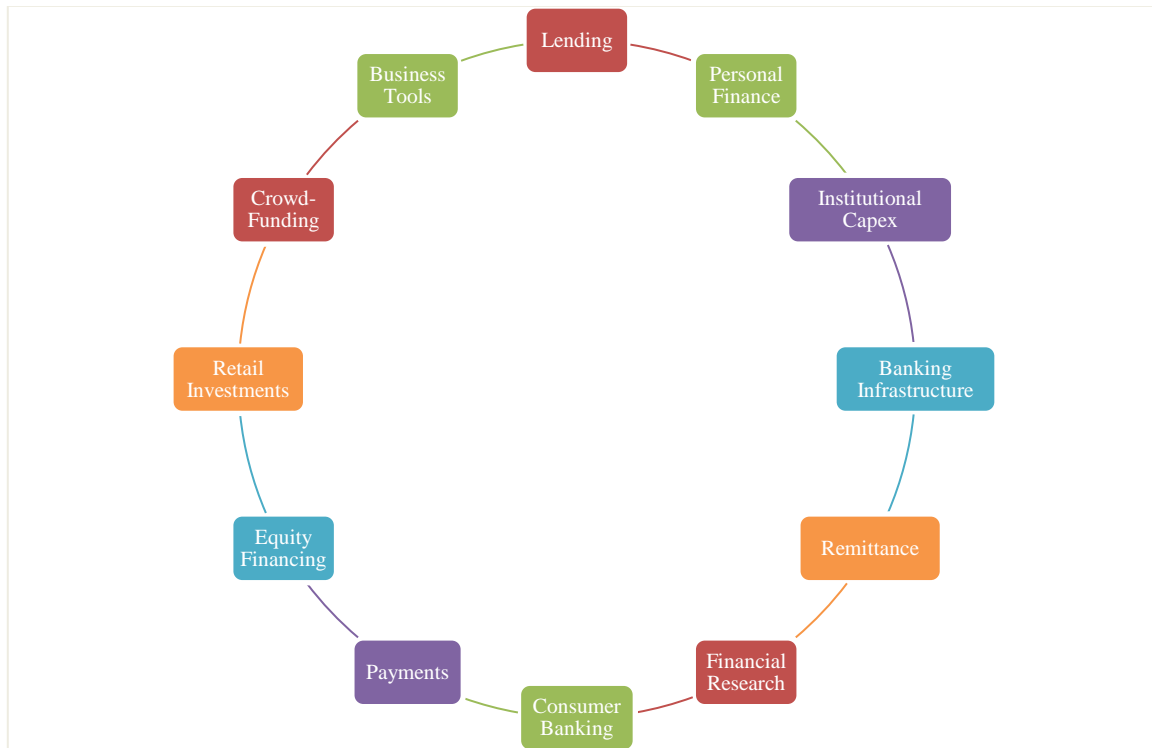 Lending
Personal
Finance
Institutional
Capex
Banking
Infrastructure
Remittance
Financial
Research
Consumer
Banking
Payments
Equity
Financing
Retail
Investments
Crowd-
Funding
Business
Tools